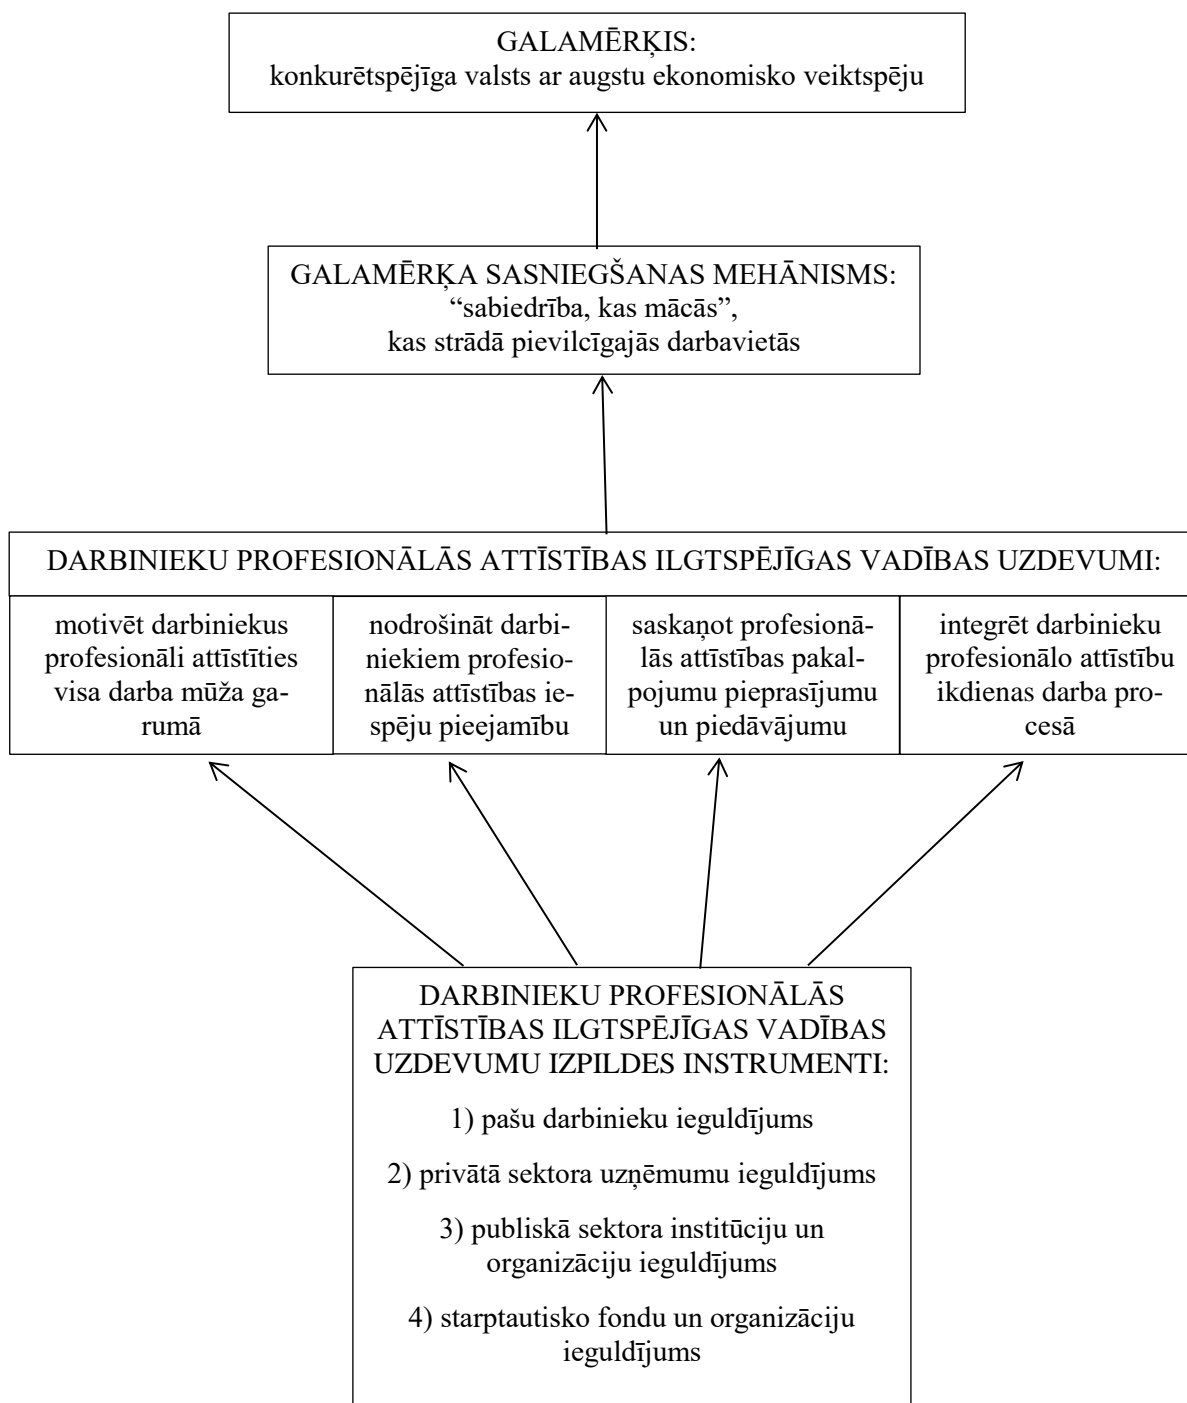 GALAMĒRĶIS:
konkurētspējīga valsts ar augstu ekonomisko veiktspēju
GALAMĒRĶA SASNIEGŠANAS MEHĀNISMS:
“sabiedrība, kas mācās”,
kas strādā pievilcīgajās darbavietās
DARBINIEKU PROFESIONĀLĀS ATTĪSTĪBAS ILGTSPĒJĪGAS VADĪBAS UZDEVUMI:
motivēt darbiniekus
profesionāli attīstīties
visa darba mūža ga-
rumā
nodrošināt darbi-
niekiem profesio-
nālās attīstības ie-
spēju pieejamību
saskaņot profesionā-
lās attīstības pakal-
pojumu pieprasījumu
un piedāvājumu
integrēt darbinieku
profesionālo attīstību
ikdienas darba pro-
cesā
DARBINIEKU PROFESIONĀLĀS
ATTĪSTĪBAS ILGTSPĒJĪGAS VADĪBAS
UZDEVUMU IZPILDES INSTRUMENTI:
1) pašu darbinieku ieguldījums
2) privātā sektora uzņēmumu ieguldījums
3) publiskā sektora institūciju un
organizāciju ieguldījums
4) starptautisko fondu un organizāciju
ieguldījums